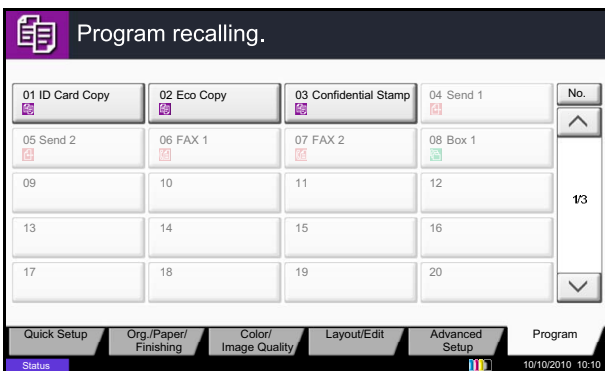 Program recalling.
01 ID Card Copy
02 Eco Copy
03 Confidential Stamp
04 Send 1
No.
05 Send 2
06 FAX 1
07 FAX 2
08 Box 1
09
10
11
12
1/3
13
14
15
16
17
18
19
20
Quick Setup
Org./Paper/
Finishing
Color/
Image Quality
Layout/Edit
Advanced
Setup
Program
Status
10/10/2010 10:10